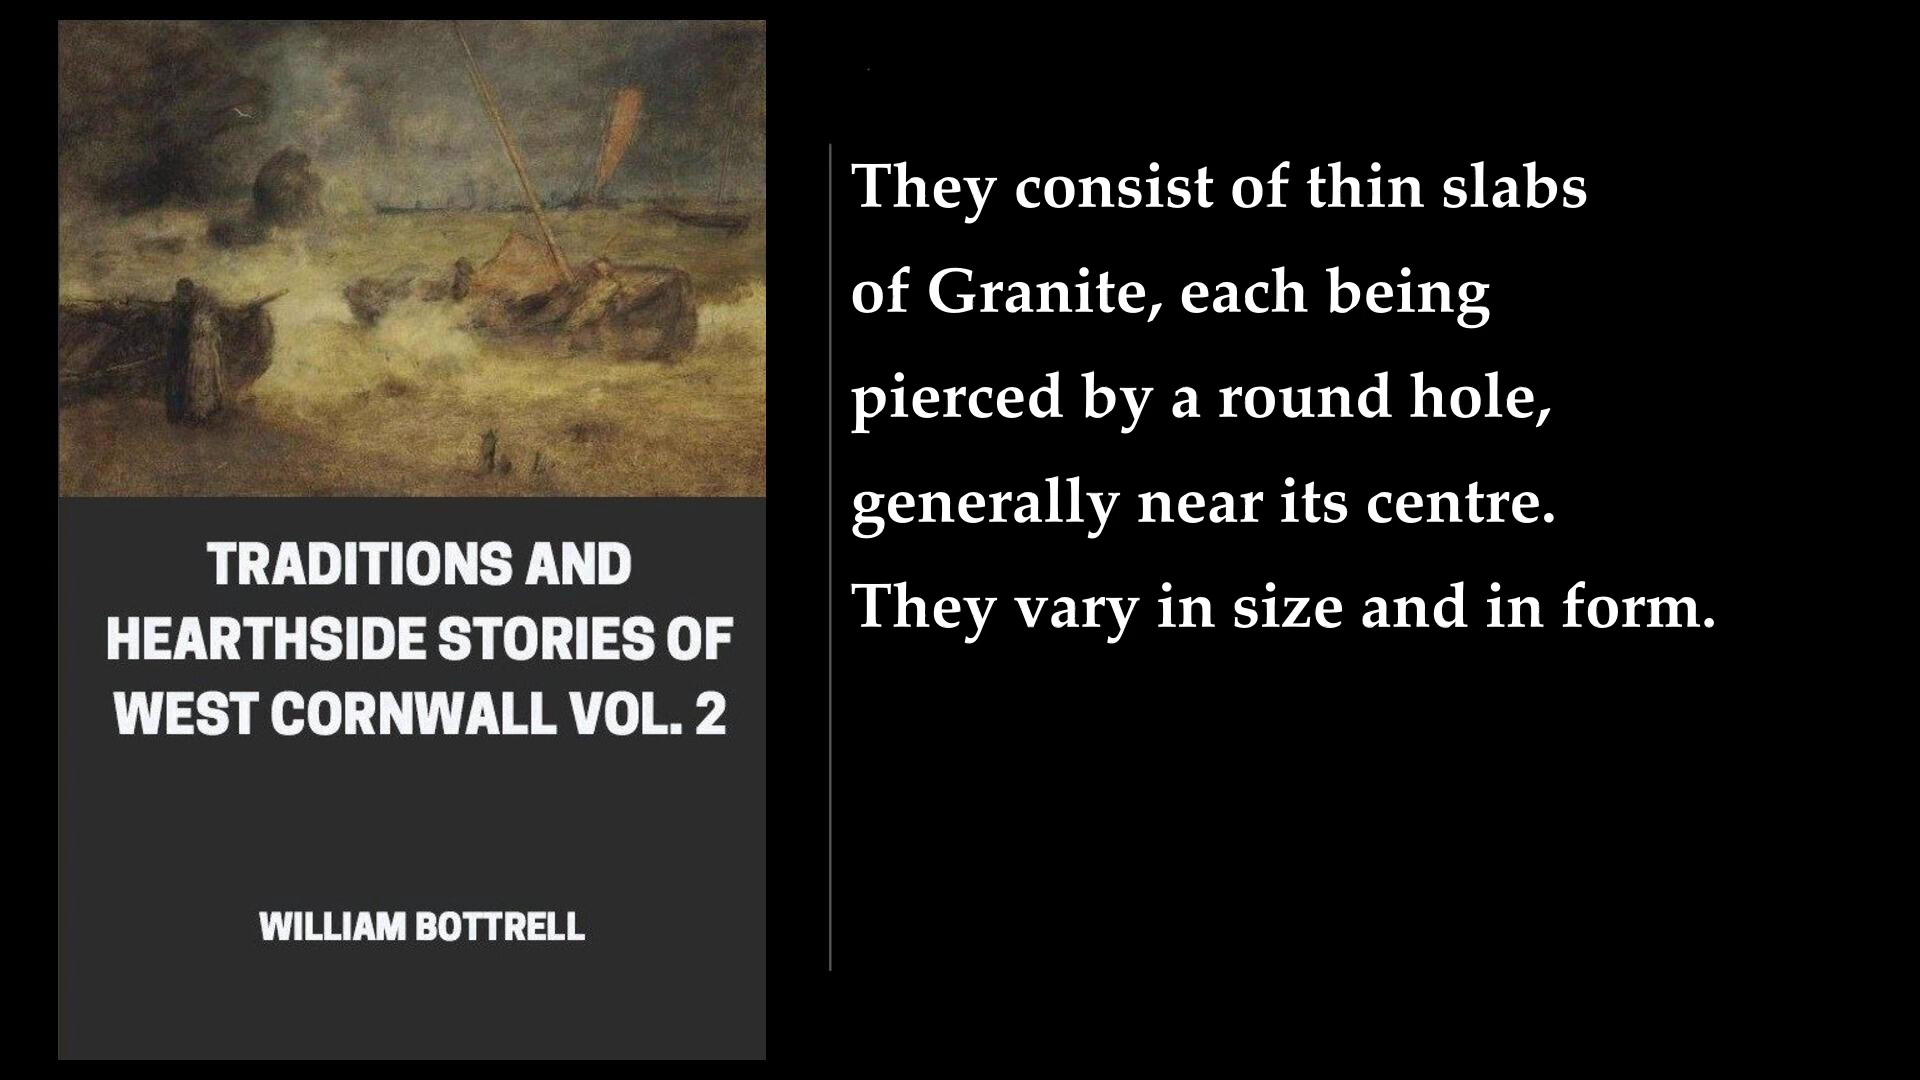 TRADITIONS AND
HEARTHSIDE STORIES OF
WEST CORNWALL VOL. 2
WILLIAM BOTTRELL
They consist of thin slabs
of Granite, each being
pierced by a round hole,
generally near its centre.
They vary in size and in form.